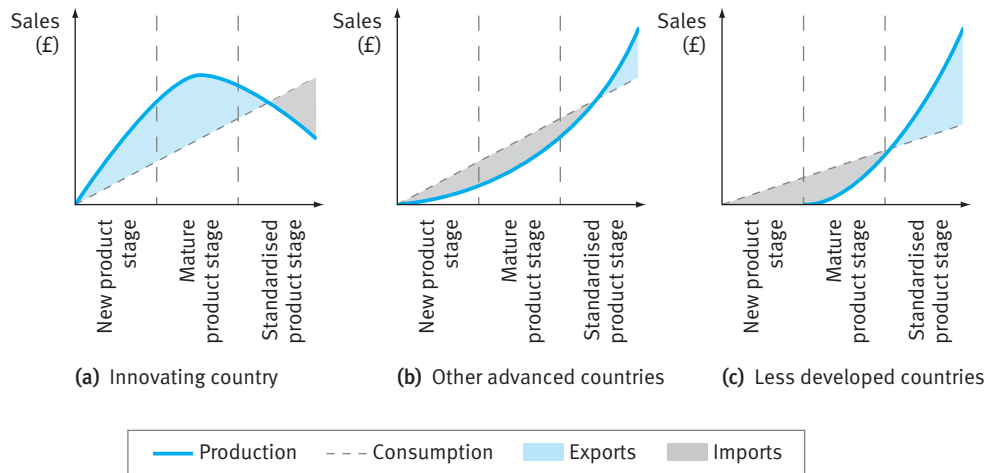 Sales
(£)
New product
stage
Mature
product stage
Standardised
product stage
(a) Innovating country
Sales
(£)
New product
stage
Mature
product stage
Standardised
product stage
(b) Other advanced countries
Sales
(£)
New product
stage
Mature
product stage
Standardised
product stage
(c) Less developed countries
Production
Consumption
Exports
Imports